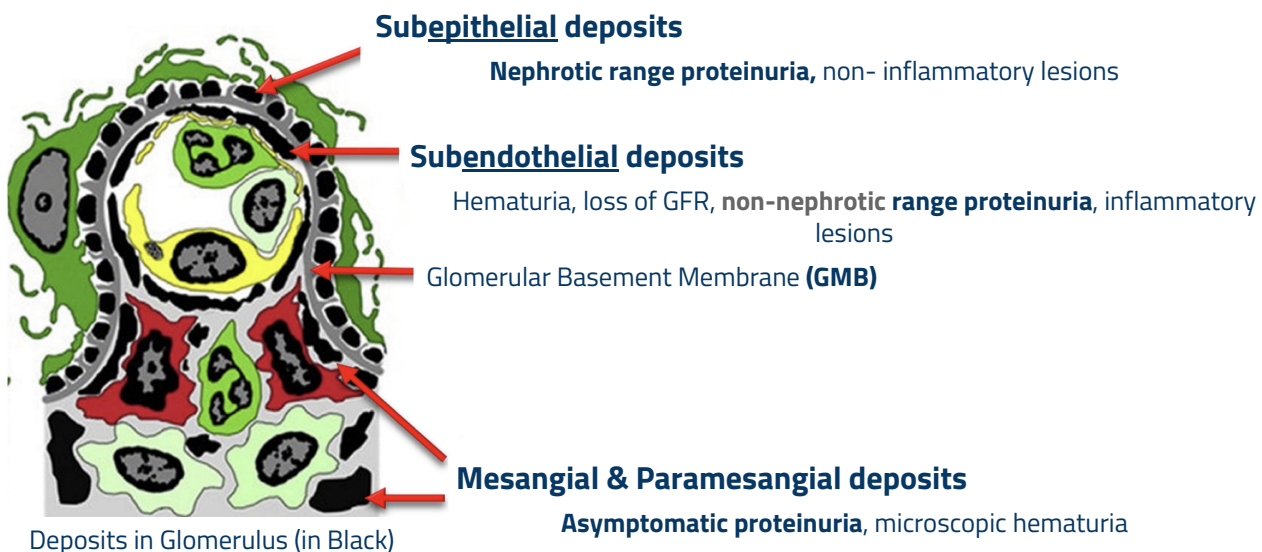 Subepithelial deposits
Nephrotic range proteinuria, non- inflammatory lesions
Subendothelial deposits
Hematuria, loss of GFR, non-nephrotic range proteinuria, inflammatory
lesions
Glomerular Basement Membrane (GMB)
Mesangial & Paramesangial deposits
Asymptomatic proteinuria, microscopic hematuria
Deposits in Glomerulus (in Black)